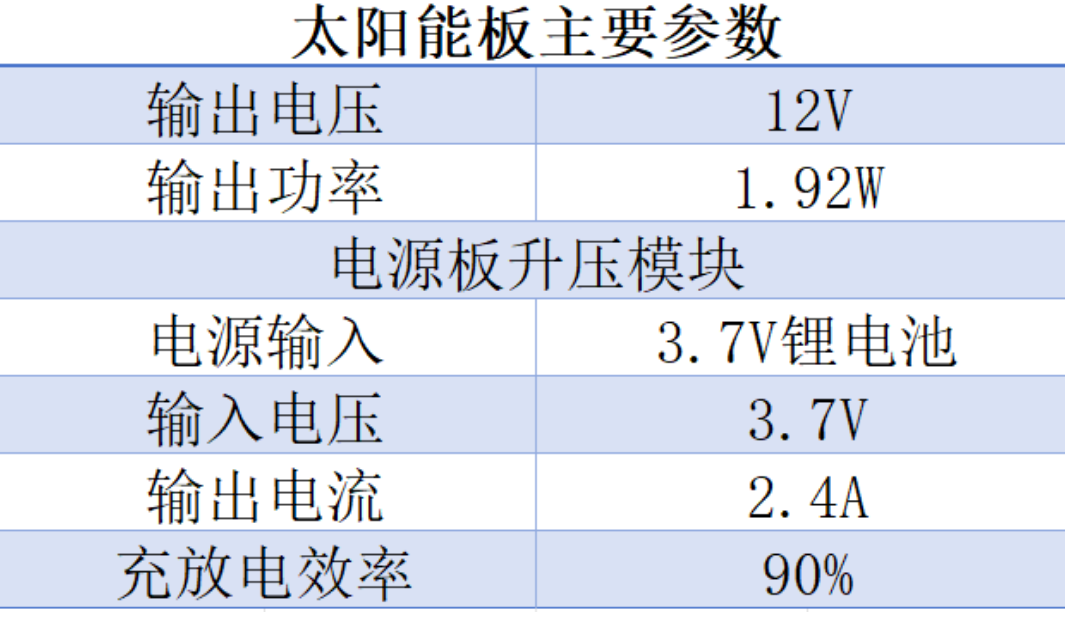 太阳能板主要参数
输出电压 12V
输出功率 1.92W
电源板升压模块
电源输入 3.7V锂电池
输入电压 3.7V
输出电流 2.4A
充放电效率 90%